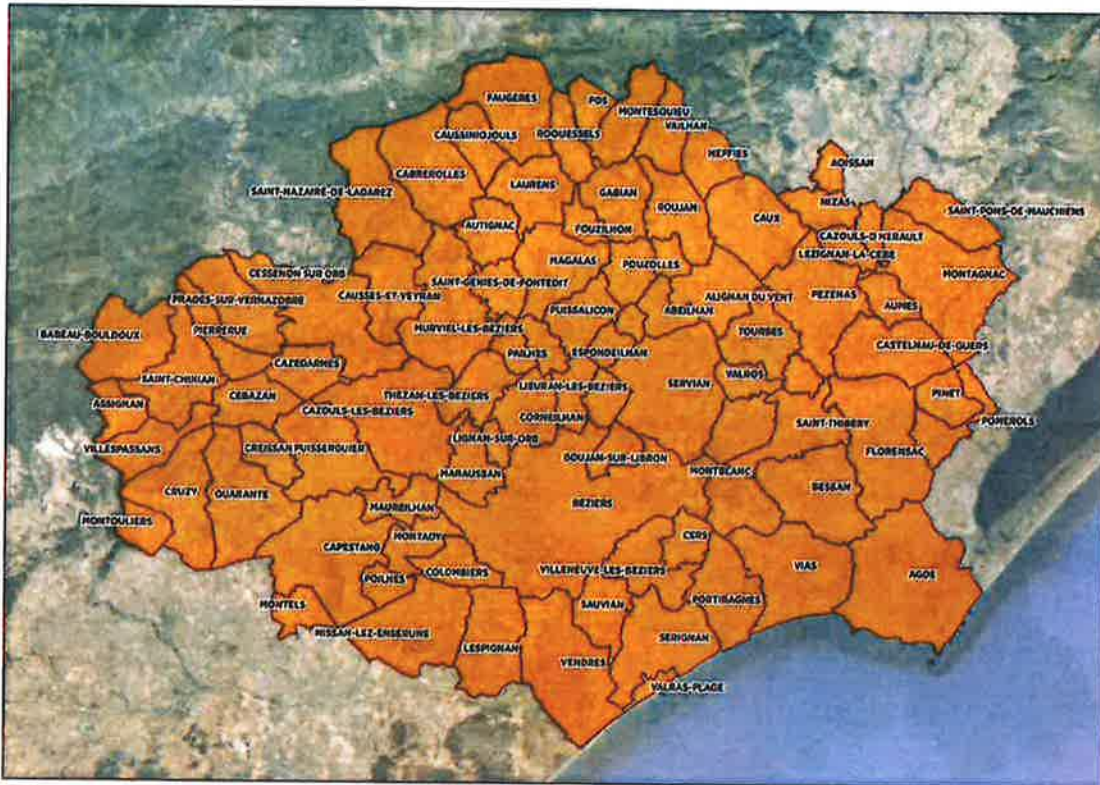 FAUGÈRES
FOS
MONTESQUIEU
CAUSSINIOJOULS
ROQUESSELS
VAILHAN
NEFFIES
ADISSAN
CABREROLLES
LAURENS
GABIAN
SAINT-NAZAIRE-DE-LADAREZ
ROUJAN
NIZAS
SAINT-PONS-DE-MAUCHIENS
CAUX
AUTIGNAC
FOUZILHON
CAZOULS-D HERAULT
LEZIGNAN-LA-CEBE
MAGALAS
POUZOLLES
CESSENON SUR ORB
MONTAGNAC
SAINT-GENIES-DE-FONTEDIT
CAUSSES-ET-VEYRAN
ALIGNAN DU VENT
PEZENAS
PRADES-SUR-VERNAZOBRE
PUISSALICON
ABEILHAN
AUMES
PIERRERUE
MURVIEL-LES-BEZIERS
TOURBES
BABEAU-BOULDOUX
CASTELNAU-DE-GUERS
PAILHES
ESPONDEILHAN
CAZEDARNES
VALROS
SAINT-CHINIAN
SERVIAN
LIEURAN-LES-BEZIERS
CEBAZAN
THEZAN-LES-BEZIERS
PINET
ASSIGNAN
CAZOULS-LES-BEZIERS
CORNEILHAN
SAINT-THIBERY
POMEROLS
LIGNAN-SUR-ORB
VILLESPASSANS
CREISSAN PUISSERGUIER
FLORENSAC
BOUJAN-SUR-LIBRON
MARAUSSAN
MONTBLANC
BESSAN
CRUZY
QUARANTE
BEZIERS
MAUREILHAN
MONTOULIERS
MONTADY
CERS
CAPESTANG
VIAS
COLOMBIERS
VILLENEUVE-LES-BEZIERS
AGDE
POILHES
PORTIRAGNES
MONTELS
SAUVIAN
NISSAN-LEZ-ENSERUNE
SERIGNAN
LESPIGNAN
VENDRES
VALRAS-PLAGE